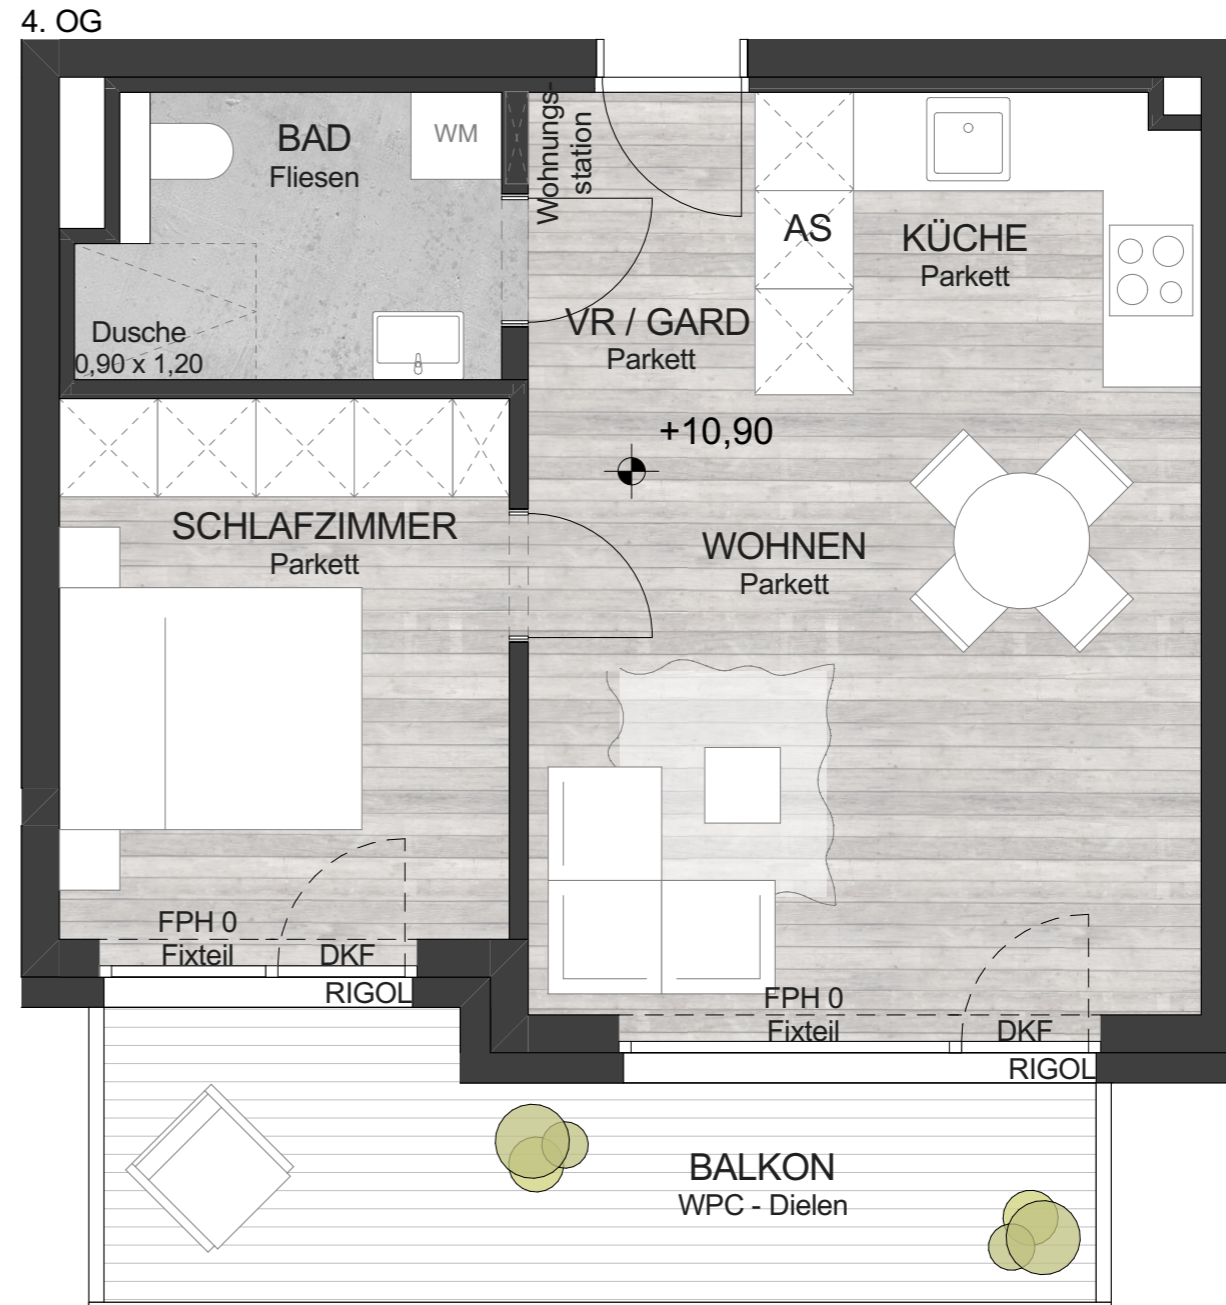 4. OG
BAD
Fliesen
WM
Wohnungs-
station
AS
KÜCHE
Parkett
VR / GARD
Parkett
Dusche
0,90 x 1,20
+10,90
SCHLAFZIMMER
Parkett
WOHNEN
Parkett
FPH 0
Fixteil
DKF
RIGOL
FPH 0
Fixteil
DKF
RIGOL
BALKON
WPC - Dielen